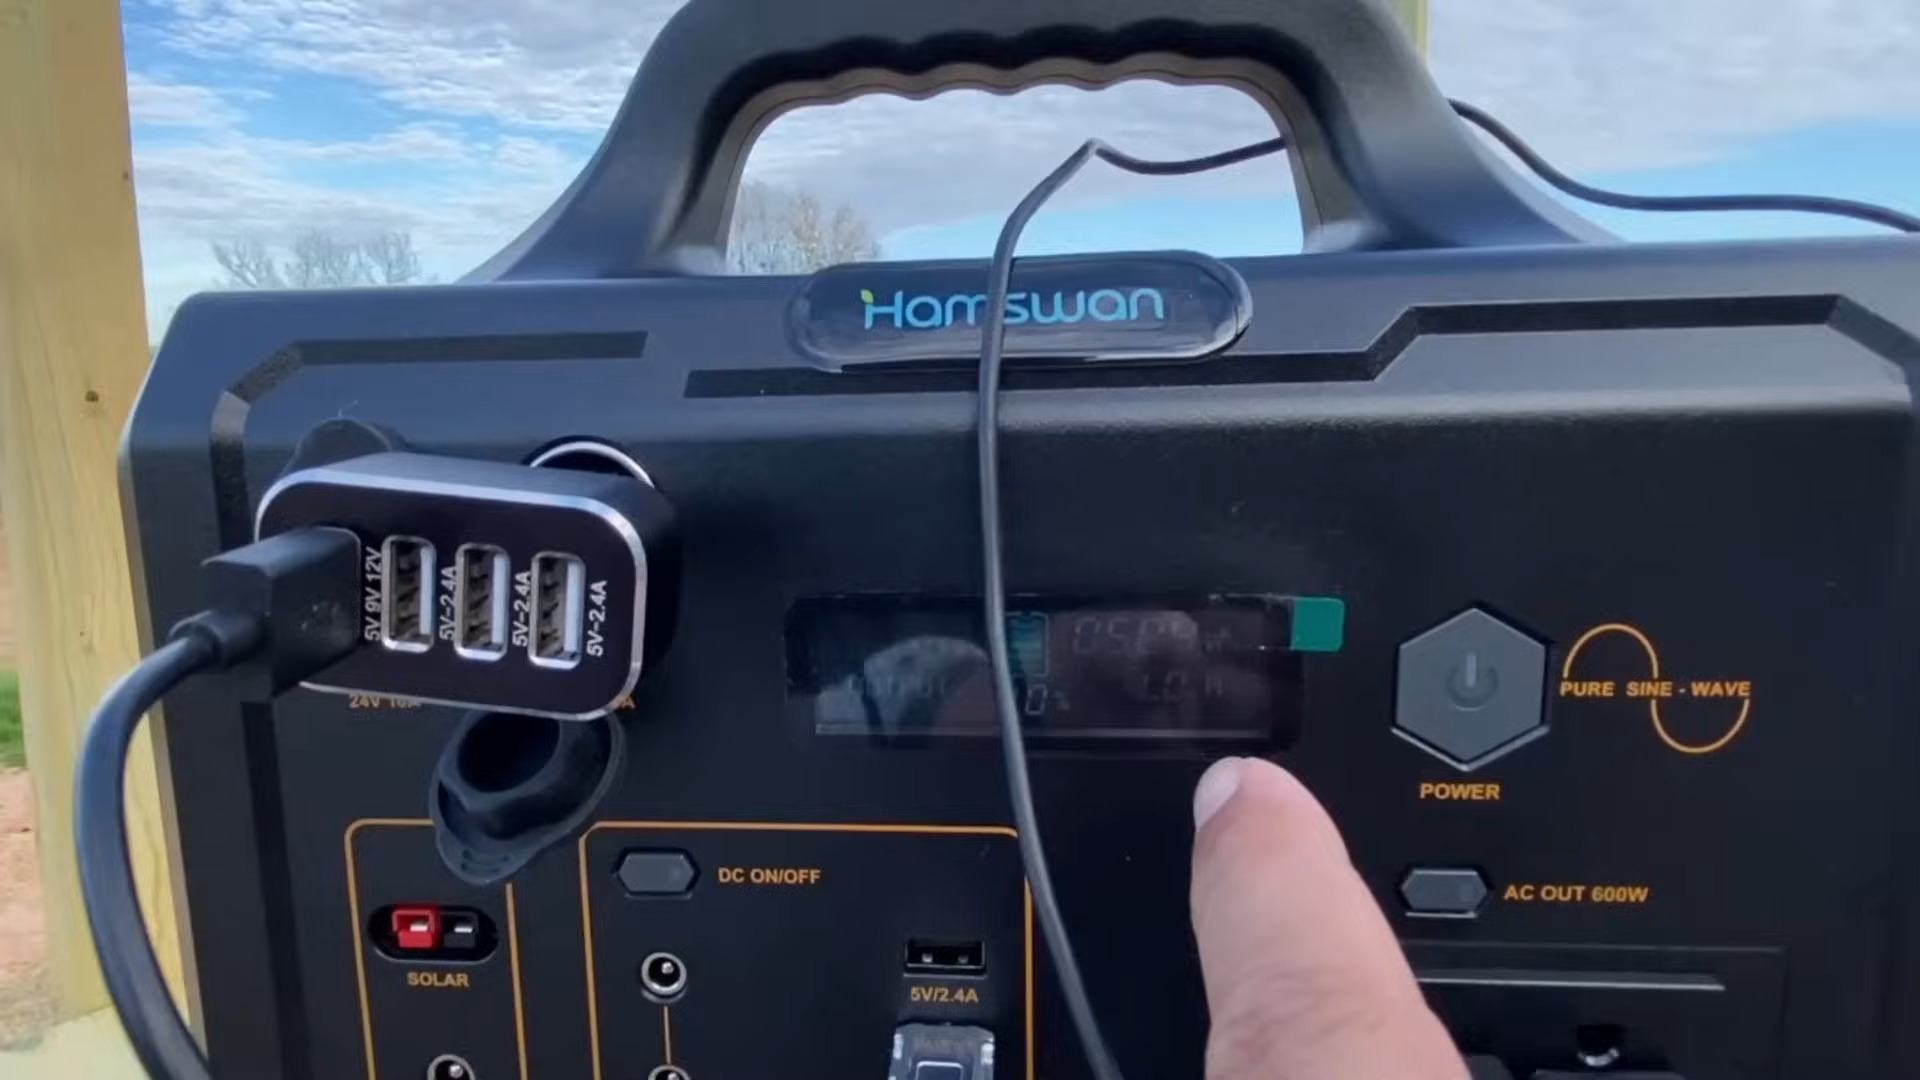 Hamswan
5V 9V 12V
5V-2.4A
5V-2.4A
5V-2.4A
PURE SINE-WAVE
POWER
DC ON/OFF
AC OUT 600W
SOLAR
5V/2.4A